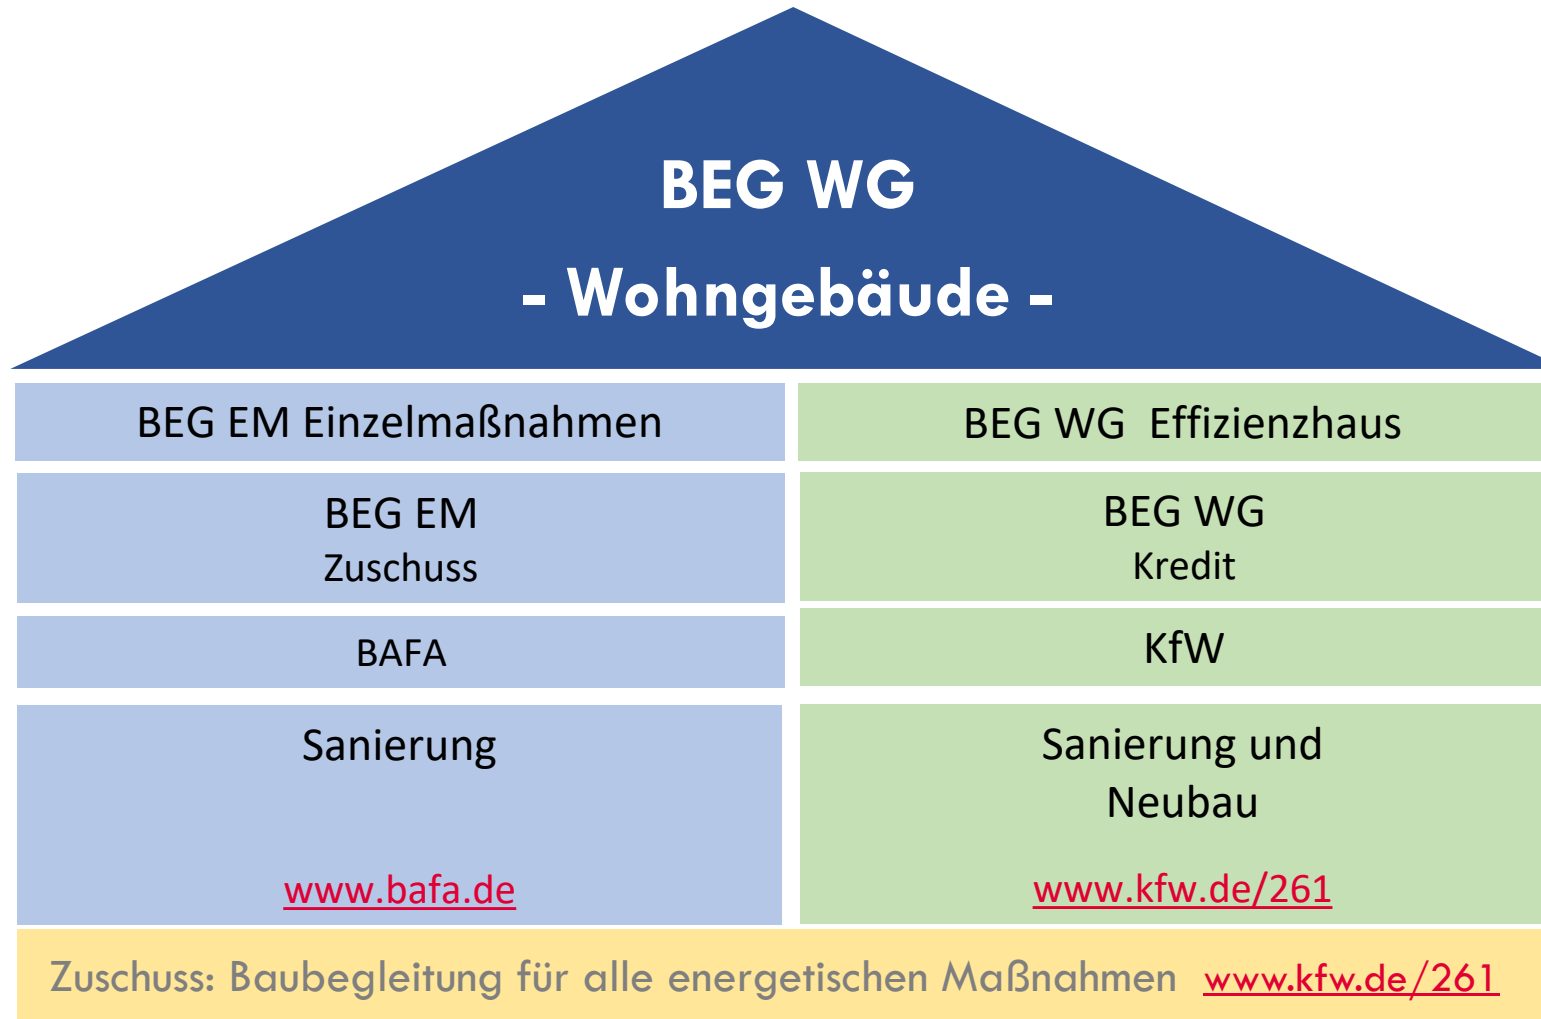 BEG WG
- Wohngebäude -
BEG EM Einzelmaßnahmen
BEG EM
Zuschuss
BAFA
Sanierung
www.bafa.de
BEG WG Effizienzhaus
BEG WG
Kredit
KfW
Sanierung und
Neubau
www.kfw.de/261
Zuschuss: Baubegleitung für alle energetischen Maßnahmen www.kfw.de/261